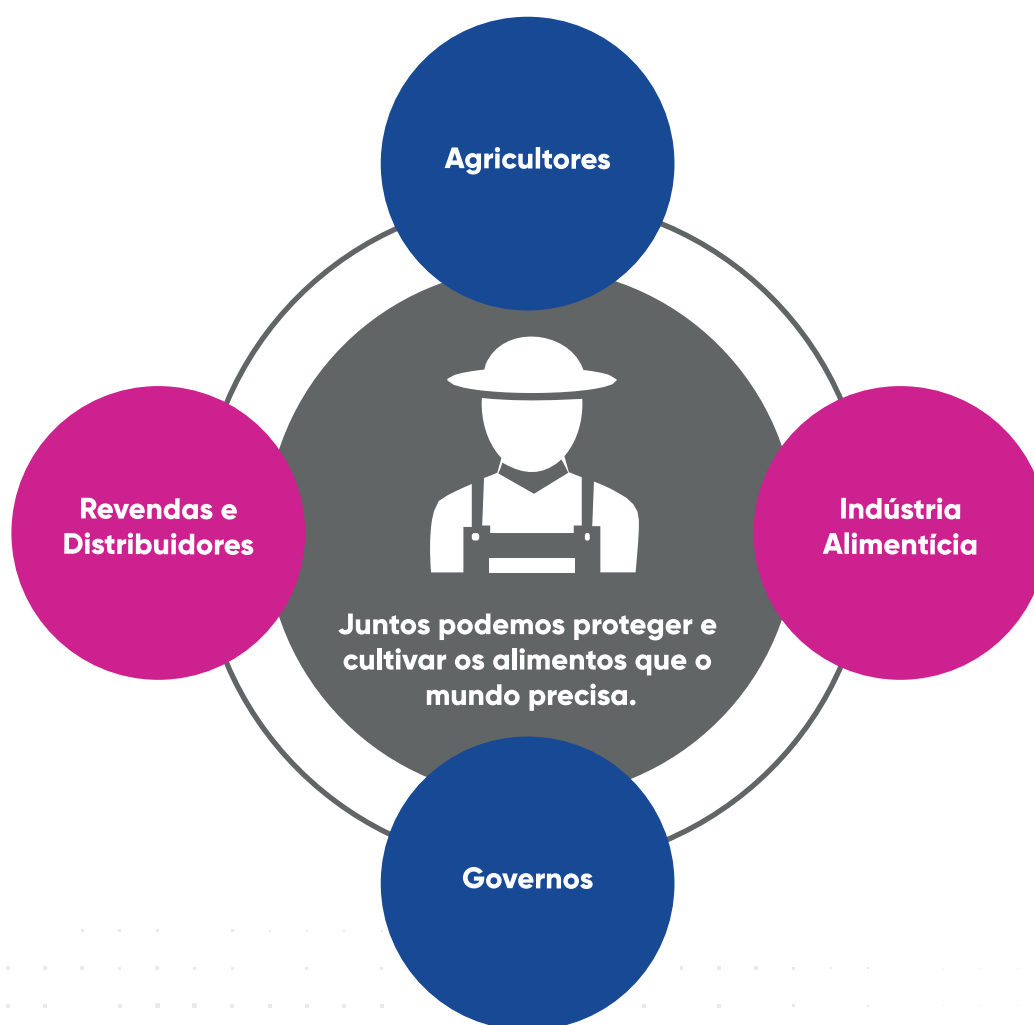 Agricultores
Revendas e
Distribuidores
Indústria
Alimentícia
Juntos podemos proteger e
cultivar os alimentos que o
mundo precisa.
Governos